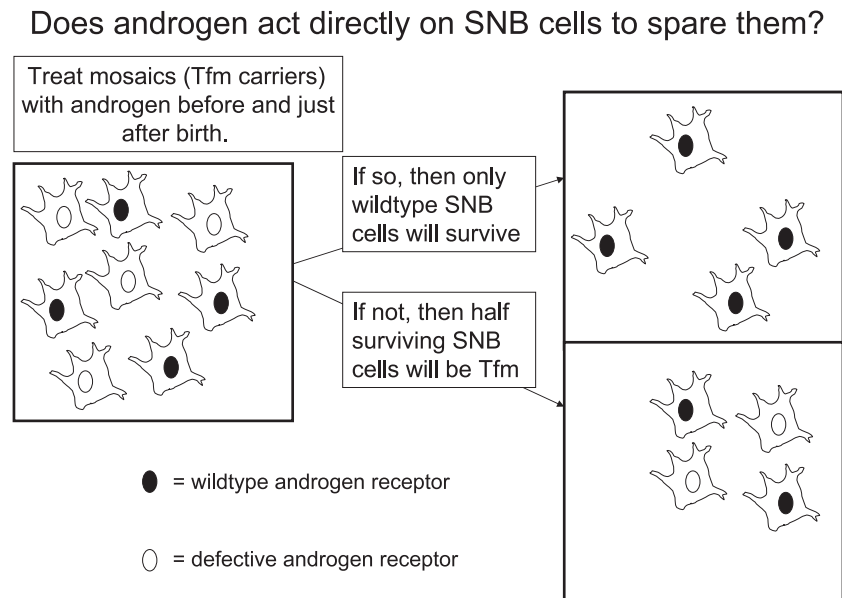 Does androgen act directly on SNB cells to spare them?
Treat mosaics (Tfm carriers)
with androgen before and just
after birth.
If so, then only
wildtype SNB
cells will survive
If not, then half
surviving SNB
cells will be Tfm
= wildtype androgen receptor
= defective androgen receptor